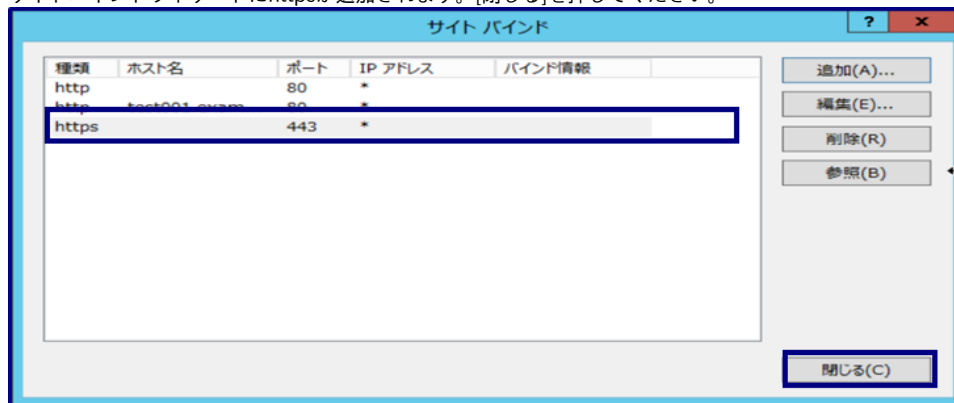 サイト バインド
? ×
種類 ホスト名 ポート IP アドレス バインド情報
http 80 *
http test001.exam 80 *
https 443 *
追加(A)...
編集(E)...
削除(R)
参照(B)
閉じる(C)